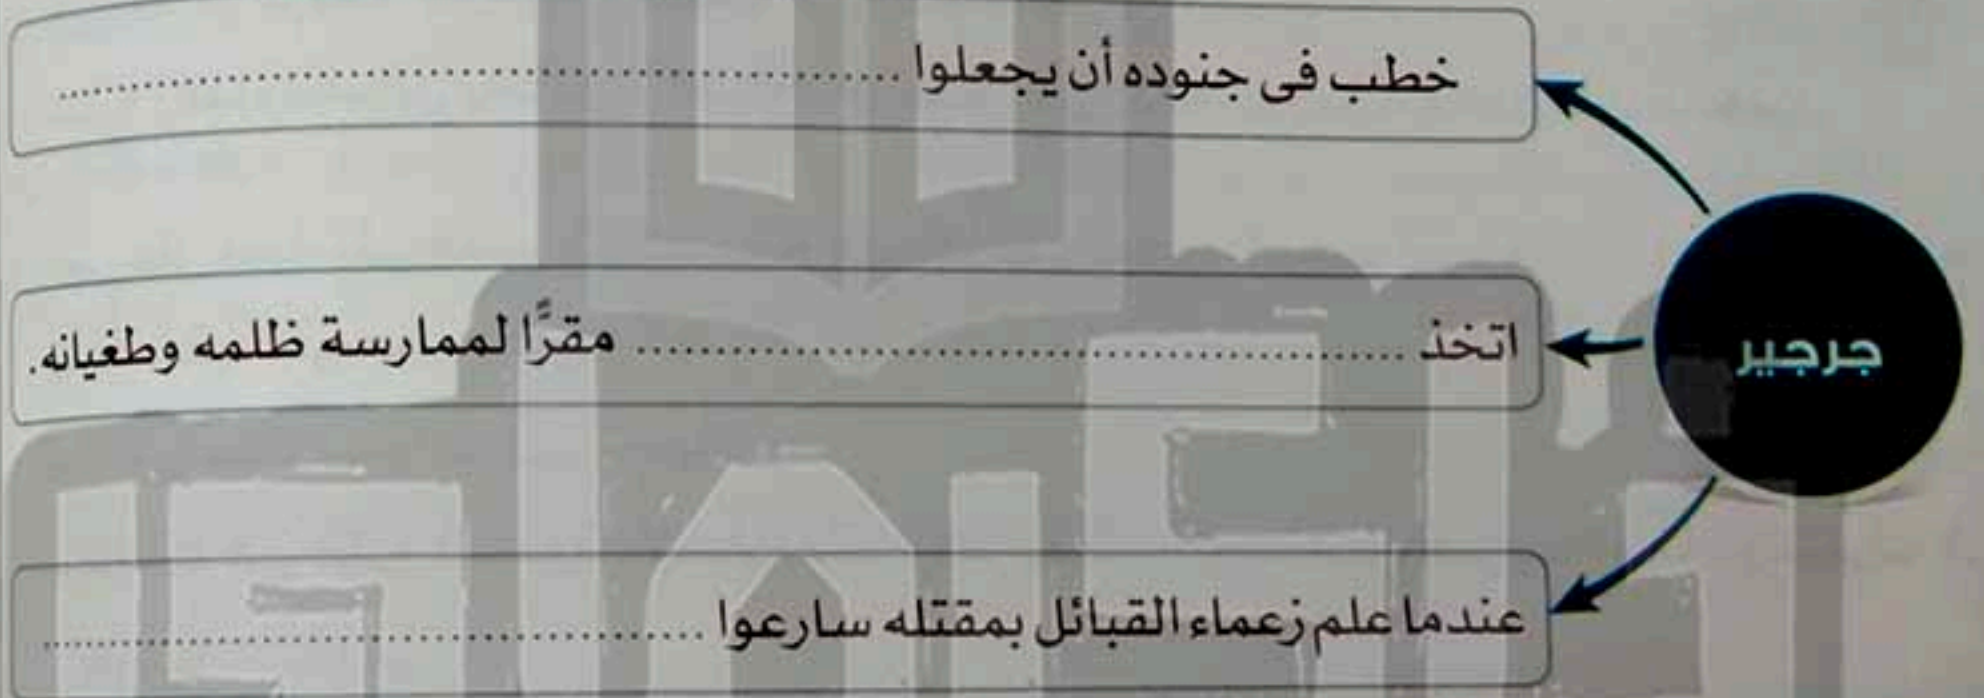 خطب فى جنوده أن يجعلوا ..........................................
اتخذ .......................................... مقرًّا لممارسة ظلمه وطغيانه.
جرجير
عندما علم زعماء القبائل بمقتله سارعوا ..........................................